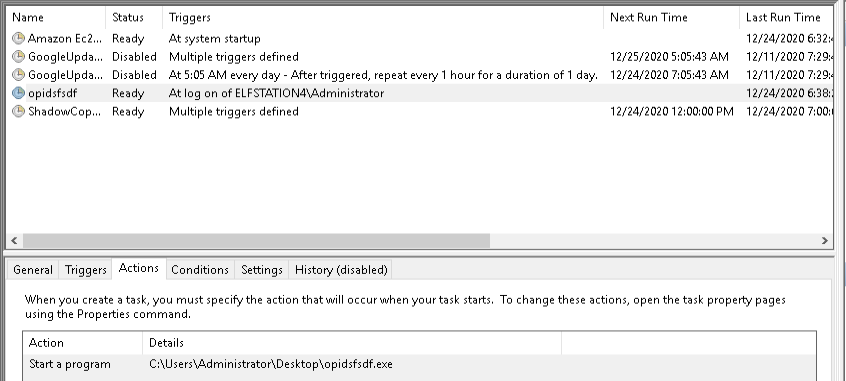 Name Status Triggers Next Run Time Last Run Time
Amazon Ec2... Ready At system startup 12/24/2020 6:32:4
GoogleUpda... Disabled Multiple triggers defined 12/25/2020 5:05:43 AM 12/11/2020 7:29:4
GoogleUpda... Disabled At 5:05 AM every day - After triggered, repeat every 1 hour for a duration of 1 day. 12/24/2020 7:05:43 AM 12/11/2020 7:29:4
opidsfsdf Ready At log on of ELFSTATION4\Administrator 12/24/2020 6:38:2
ShadowCop... Ready Multiple triggers defined 12/24/2020 12:00:00 PM 12/24/2020 7:00:0
General Triggers Actions Conditions Settings History (disabled)
When you create a task, you must specify the action that will occur when your task starts. To change these actions, open the task property pages
using the Properties command.
Action Details
Start a program C:\Users\Administrator\Desktop\opidsfsdf.exe